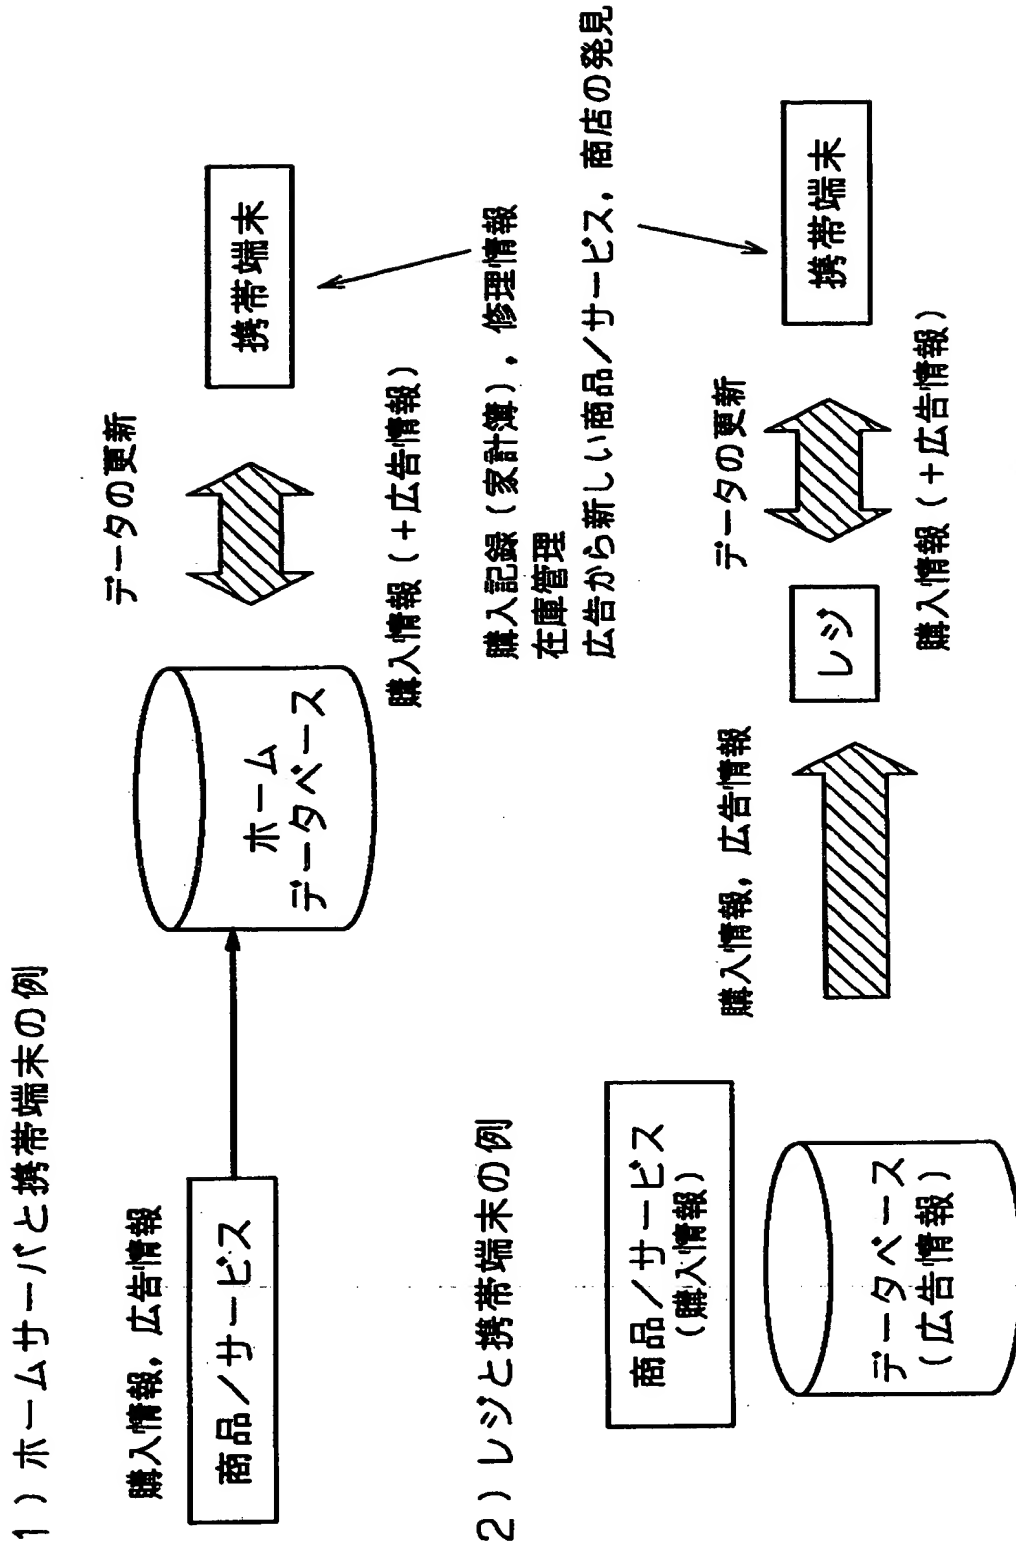 1）ホームサーバと携帯端末の例
購入情報，広告情報
商品／サービス
ホーム
データベース
データの更新
購入情報（＋広告情報）
携帯端末
購入記録（家計簿），修理情報
在庫管理
広告から新しい商品／サービス，商店の発見
2）レジと携帯端末の例
商品／サービス
（購入情報）
データベース
（広告情報）
購入情報，広告情報
レジ
データの更新
購入情報（＋広告情報）
携帯端末